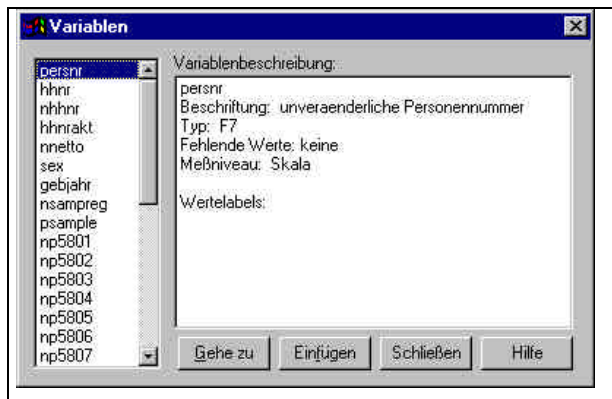 Variablen
persnr
hhnr
nhhnr
hhnrakt
nnetto
sex
gebjahr
nsampreg
psample
np5801
np5802
np5803
np5804
np5805
np5806
np5807
Variablenbeschreibung:
persnr
Beschriftung: unveraenderliche Personennummer
Typ: F7
Fehlende Werte: keine
Meßniveau: Skala
Wertelabels:
Gehe zu Einfügen Schließen Hilfe